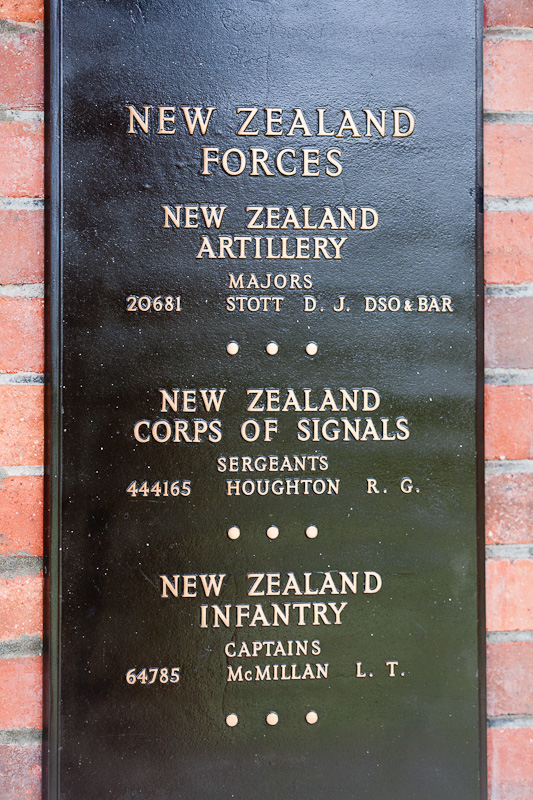 NEW ZEALAND
FORCES
NEW ZEALAND
ARTILLERY
MAJORS
20681 STOTT D. J. DSO & BAR
NEW ZEALAND
CORPS OF SIGNALS
SERGEANTS
444165 HOUGHTON R. G.
NEW ZEALAND
INFANTRY
CAPTAINS
64785 McMILLAN L. T.